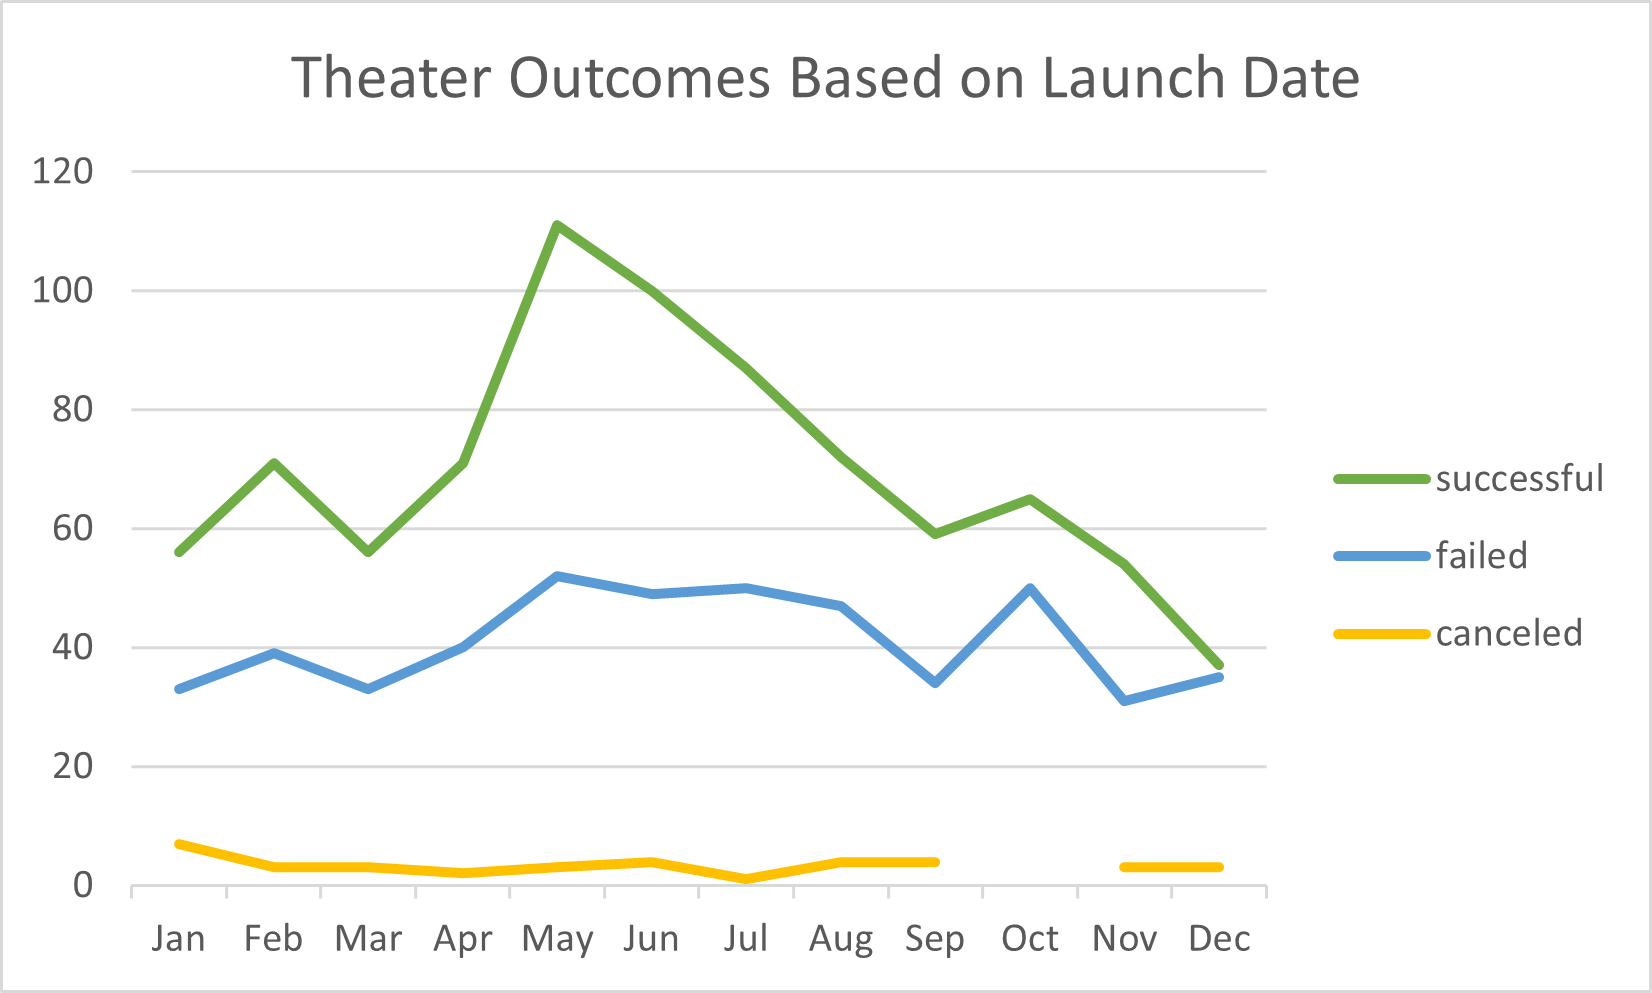 Theater Outcomes Based on Launch Date
120
100
80
60
40
20
0
Jan Feb Mar Apr May Jun Jul Aug Sep Oct Nov Dec
successful
failed
canceled